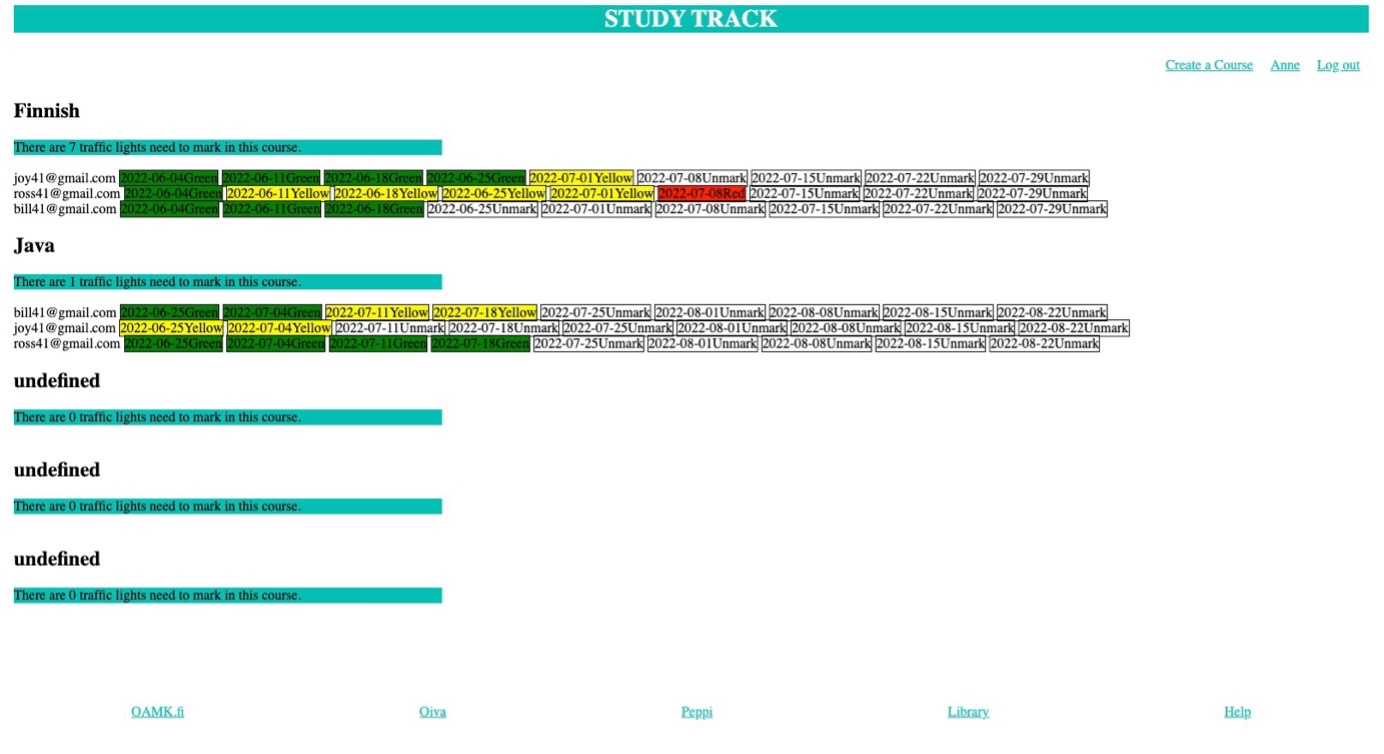 STUDY TRACK
Create a Course Anne Log out
Finnish
There are 7 traffic lights need to mark in this course.
joy41@gmail.com 2022-06-04Green 2022-06-11Green 2022-06-18Green 2022-06-25Green 2022-07-01Yellow 2022-07-08Unmark 2022-07-15Unmark 2022-07-22Unmark 2022-07-29Unmark
ross41@gmail.com 2022-06-04Green 2022-06-11Yellow 2022-06-18Yellow 2022-06-25Yellow 2022-07-01Yellow 2022-07-08Red 2022-07-15Unmark 2022-07-22Unmark 2022-07-29Unmark
bill41@gmail.com 2022-06-04Green 2022-06-11Green 2022-06-18Green 2022-06-25Unmark 2022-07-01Unmark 2022-07-08Unmark 2022-07-15Unmark 2022-07-22Unmark 2022-07-29Unmark
Java
There are 1 traffic lights need to mark in this course.
bill41@gmail.com 2022-06-25Green 2022-07-04Green 2022-07-11Yellow 2022-07-18Yellow 2022-07-25Unmark 2022-08-01Unmark 2022-08-08Unmark 2022-08-15Unmark 2022-08-22Unmark
joy41@gmail.com 2022-06-25Yellow 2022-07-04Yellow 2022-07-11Unmark 2022-07-18Unmark 2022-07-25Unmark 2022-08-01Unmark 2022-08-08Unmark 2022-08-15Unmark 2022-08-22Unmark
ross41@gmail.com 2022-06-25Green 2022-07-04Green 2022-07-11Green 2022-07-18Green 2022-07-25Unmark 2022-08-01Unmark 2022-08-08Unmark 2022-08-15Unmark 2022-08-22Unmark
undefined
There are 0 traffic lights need to mark in this course.
undefined
There are 0 traffic lights need to mark in this course.
undefined
There are 0 traffic lights need to mark in this course.
OAMK.fi Oiva Peppi Library Help